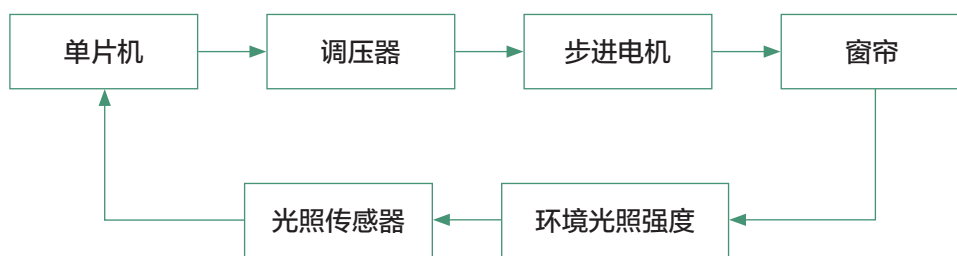 单片机
调压器
步进电机
窗帘
光照传感器
环境光照强度